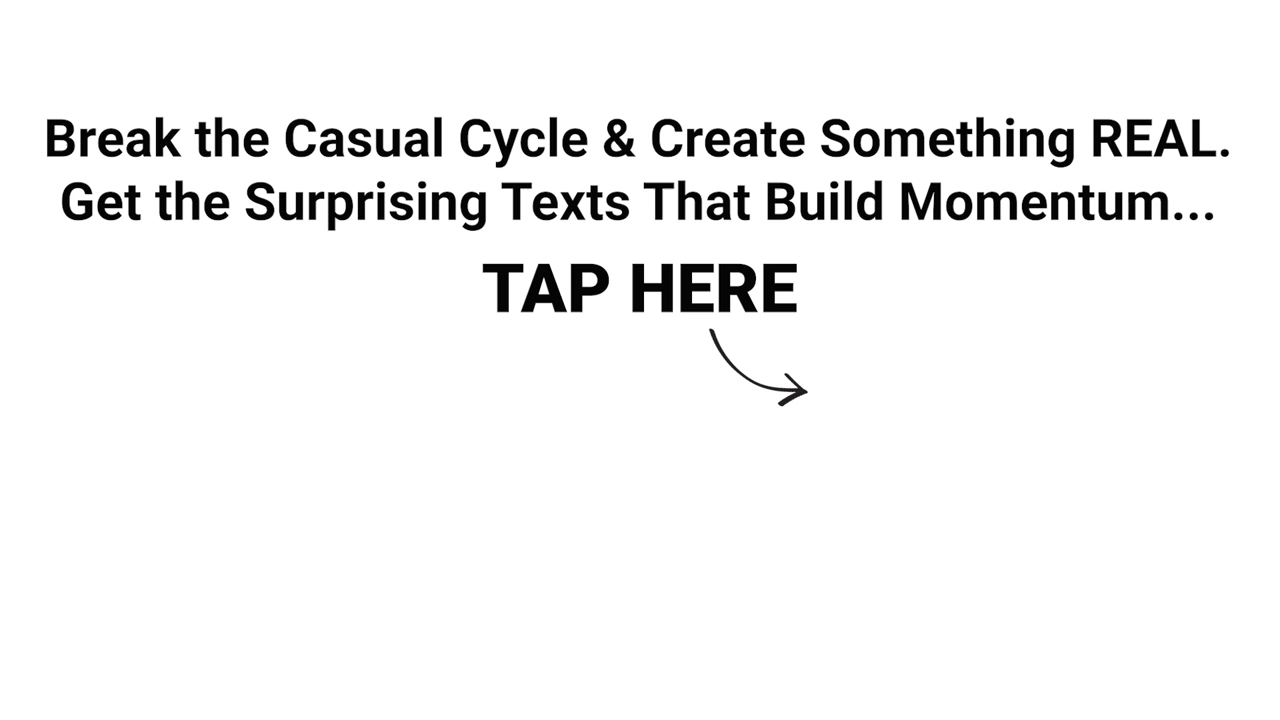 Break the Casual Cycle & Create Something REAL.
Get the Surprising Texts That Build Momentum...
TAP HERE